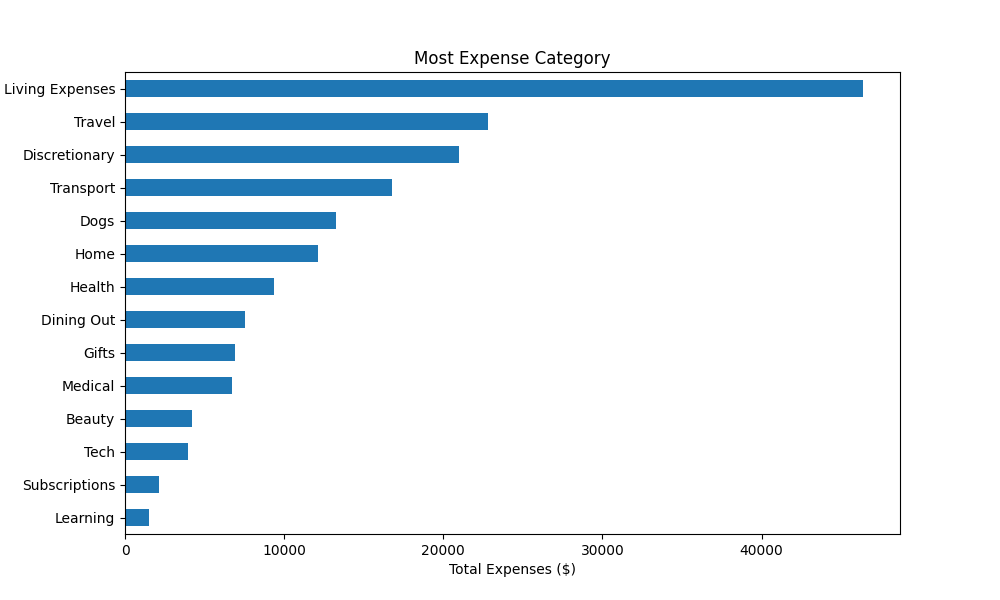 Most Expense Category
Living Expenses
Travel
Discretionary
Transport
Dogs
Home
Health
Dining Out
Gifts
Medical
Beauty
Tech
Subscriptions
Learning
0 10000 20000 30000 40000
Total Expenses ($)